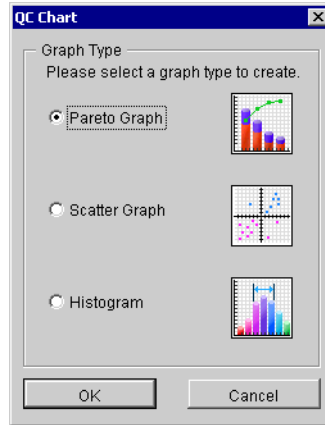 QC Chart
Graph Type
Please select a graph type to create.
Pareto Graph
Scatter Graph
Histogram
OK
Cancel